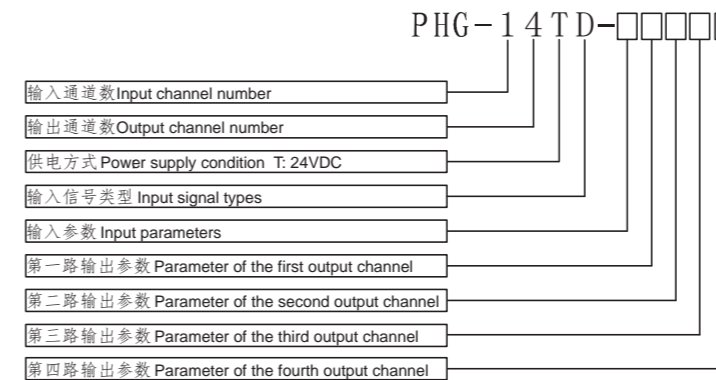 PHG-14TD-□□□□□
输入通道数Input channel number
输出通道数Output channel number
供电方式 Power supply condition T: 24VDC
输入信号类型 Input signal types
输入参数 Input parameters
第一路输出参数 Parameter of the first output channel
第二路输出参数 Parameter of the second output channel
第三路输出参数 Parameter of the third output channel
第四路输出参数 Parameter of the fourth output channel